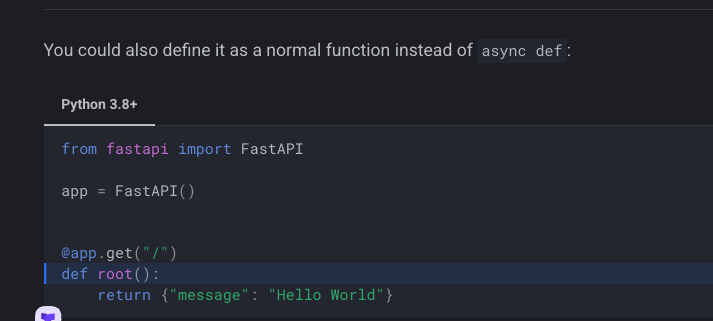 You could also define it as a normal function instead of async def:
Python 3.8+
from fastapi import FastAPI
app = FastAPI()
@app.get("/")
def root():
    return {"message": "Hello World"}